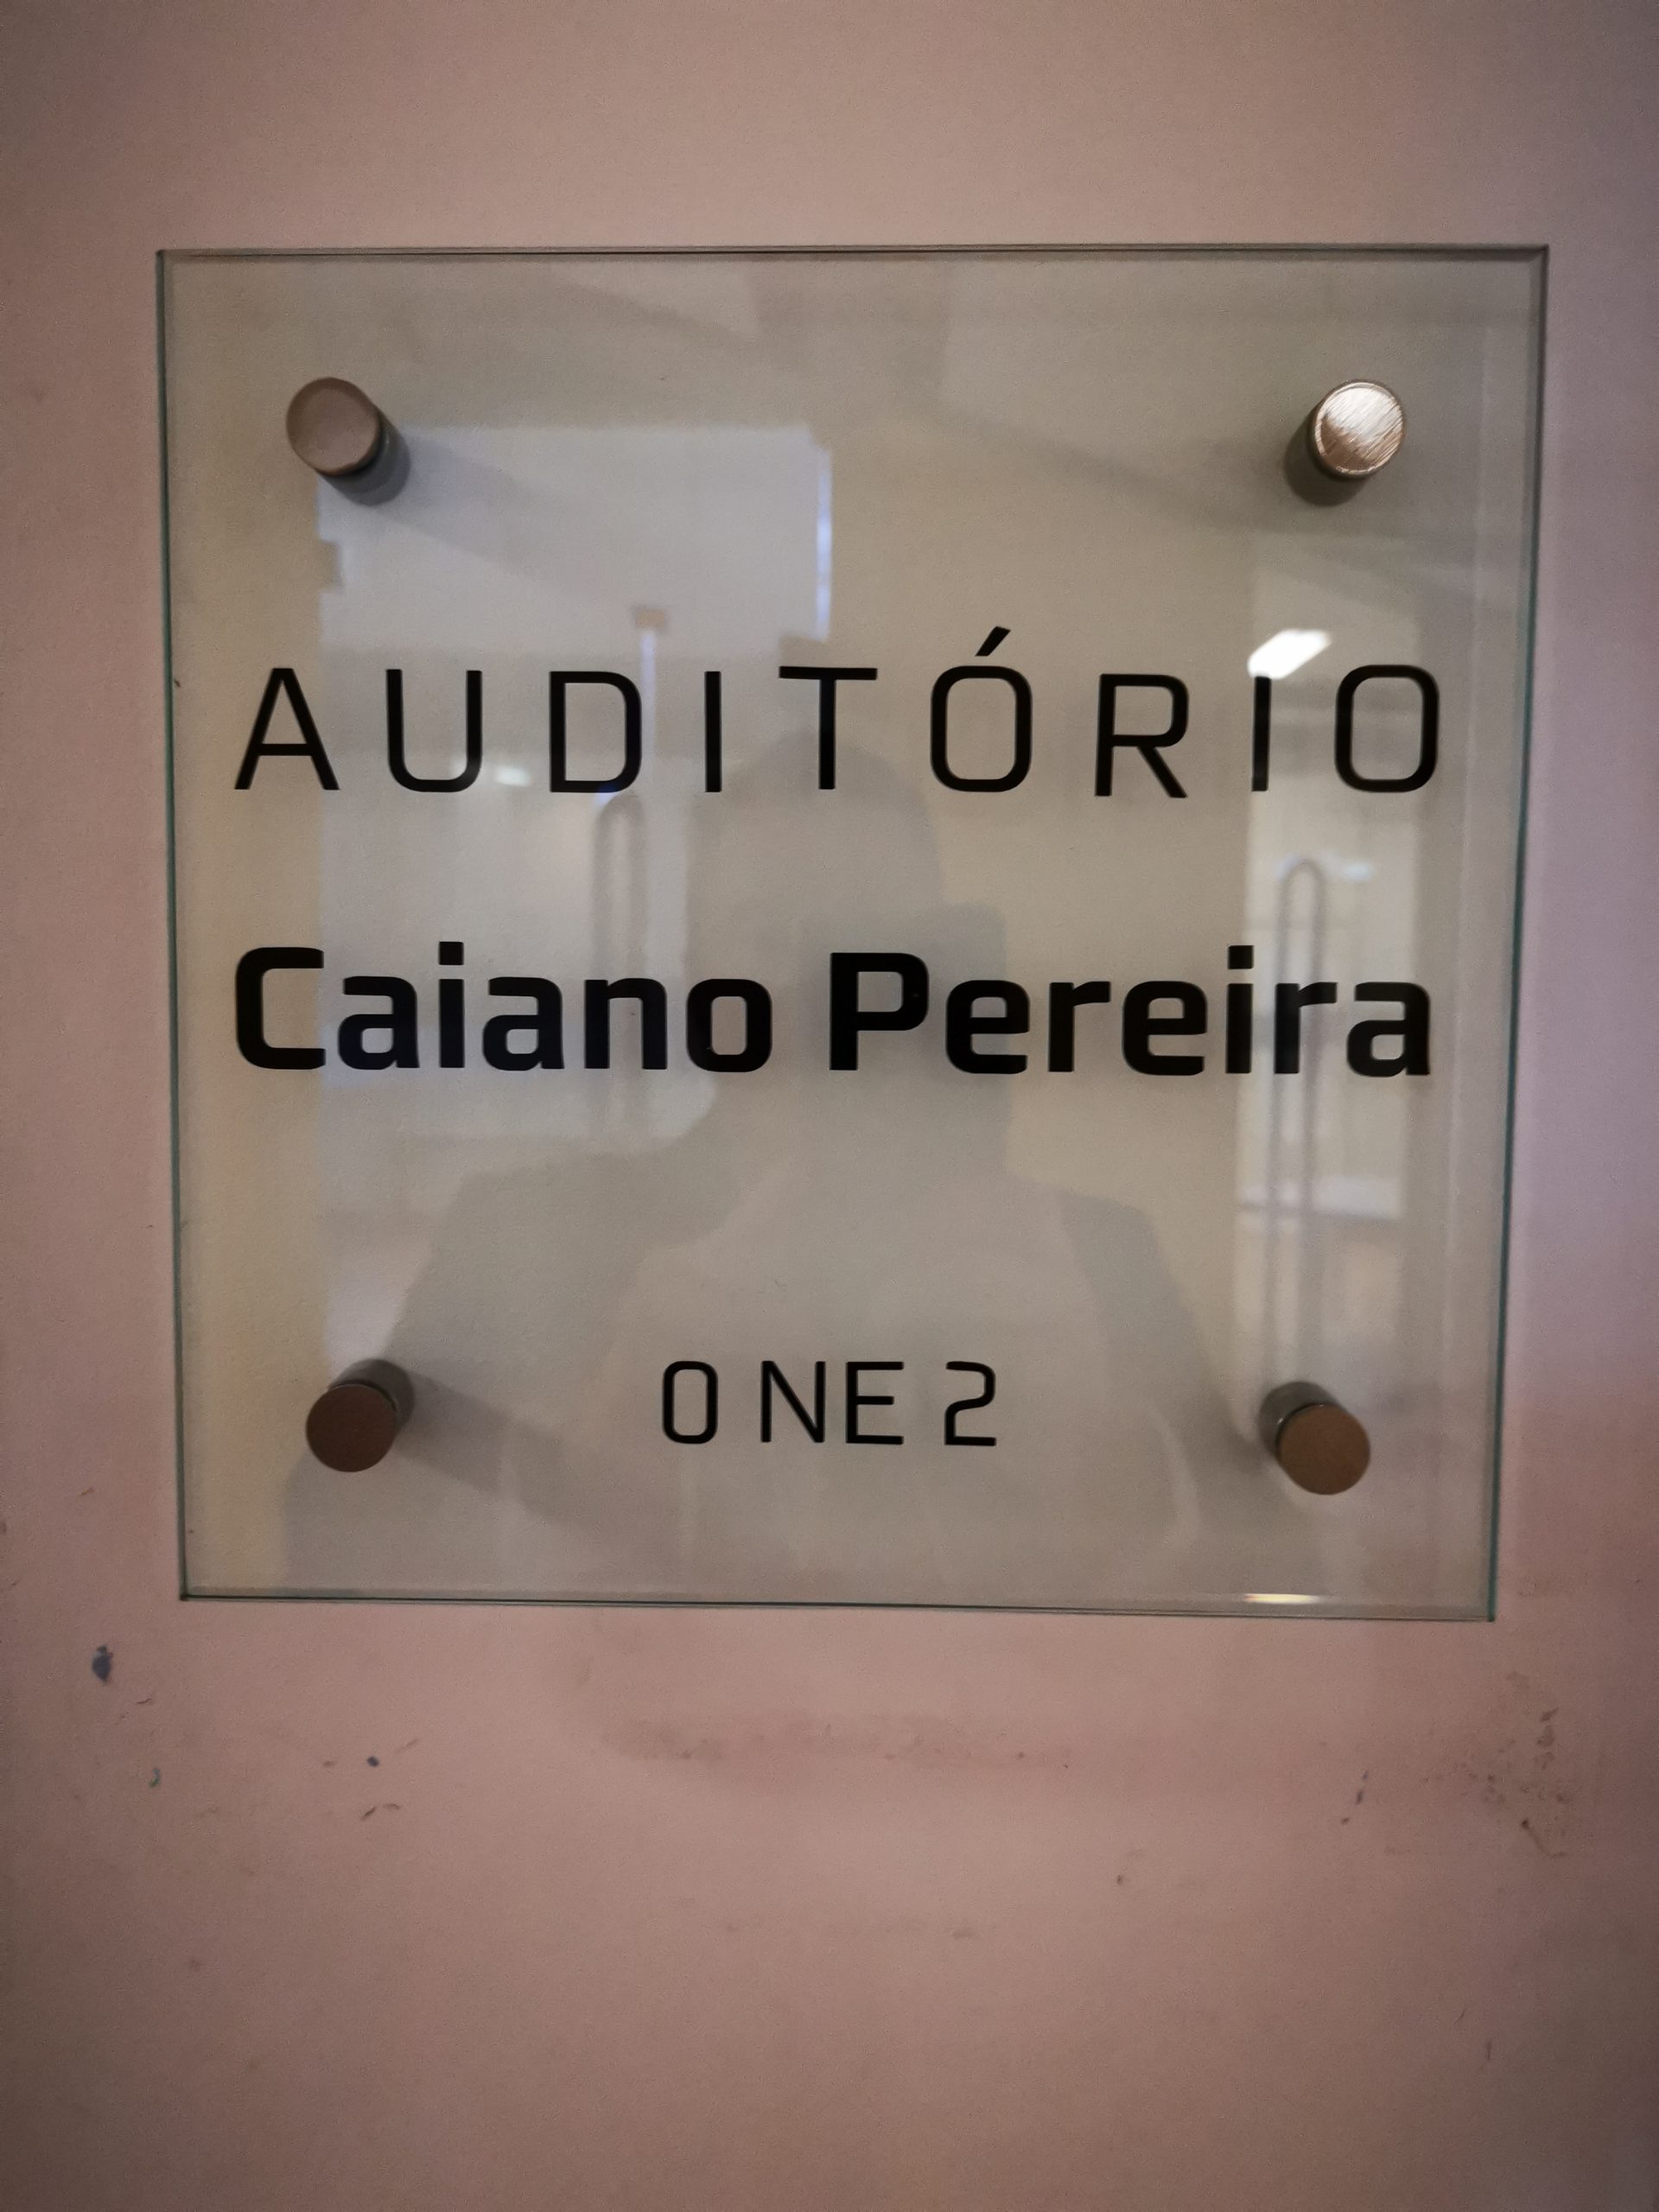 AUDITÓRIO
Caiano Pereira
0 NE 2